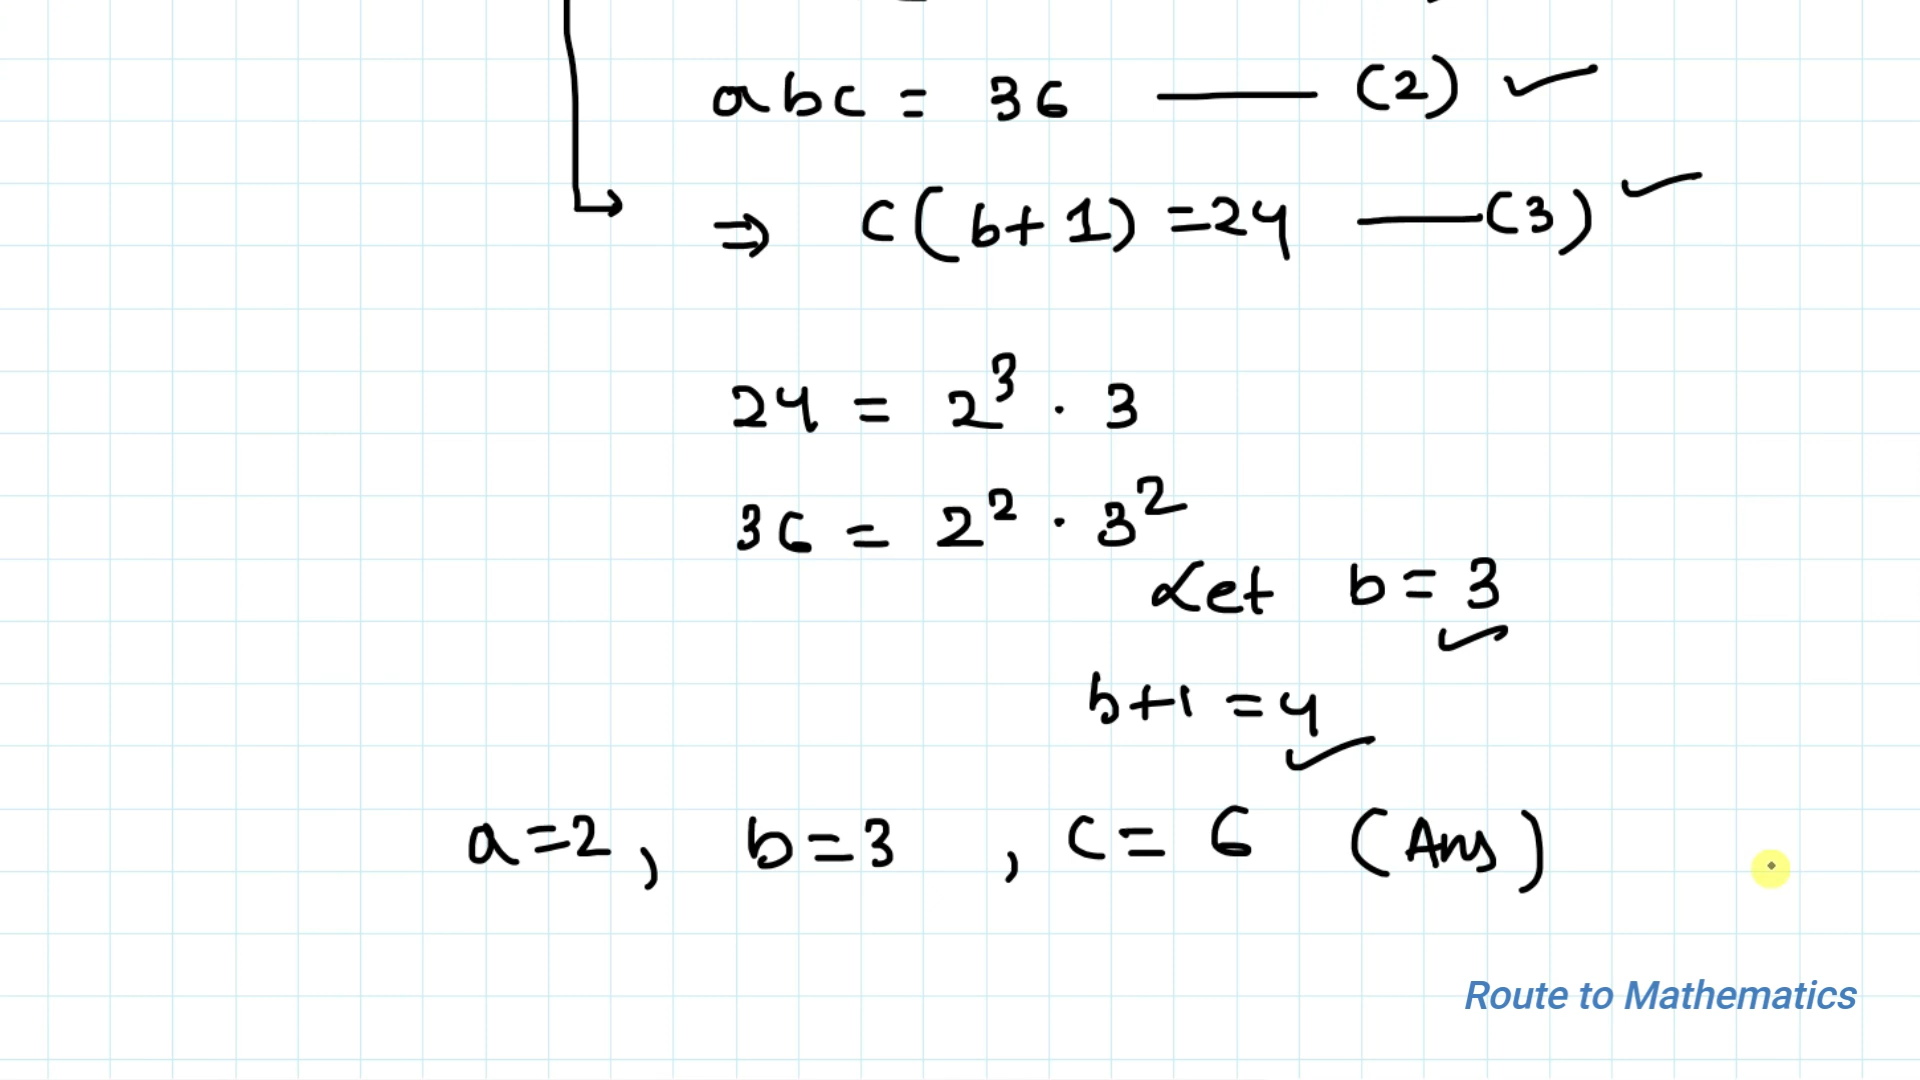 abc = 36 —— (2) ✓
⇒ c(b+1) =24 ——(3) ✓
24 = 2³ · 3
36 = 2² · 3²
Let b = 3
b+1 = 4
a=2, b=3, c= 6 (Ans)
Route to Mathematics